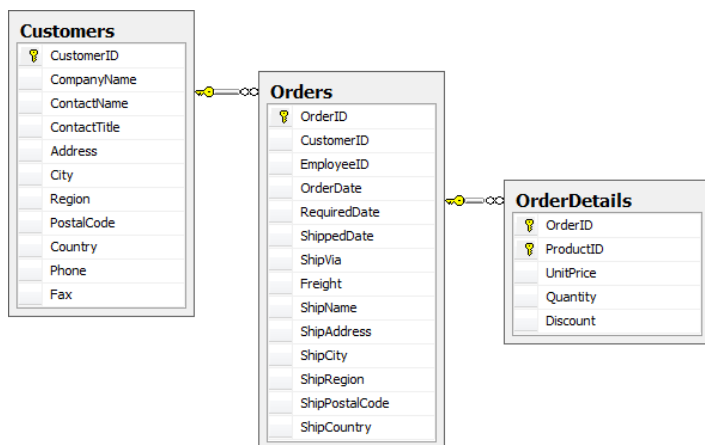 Customers
CustomerID
CompanyName
ContactName
ContactTitle
Address
City
Region
PostalCode
Country
Phone
Fax
Orders
OrderID
CustomerID
EmployeeID
OrderDate
RequiredDate
ShippedDate
ShipVia
Freight
ShipName
ShipAddress
ShipCity
ShipRegion
ShipPostalCode
ShipCountry
OrderDetails
OrderID
ProductID
UnitPrice
Quantity
Discount